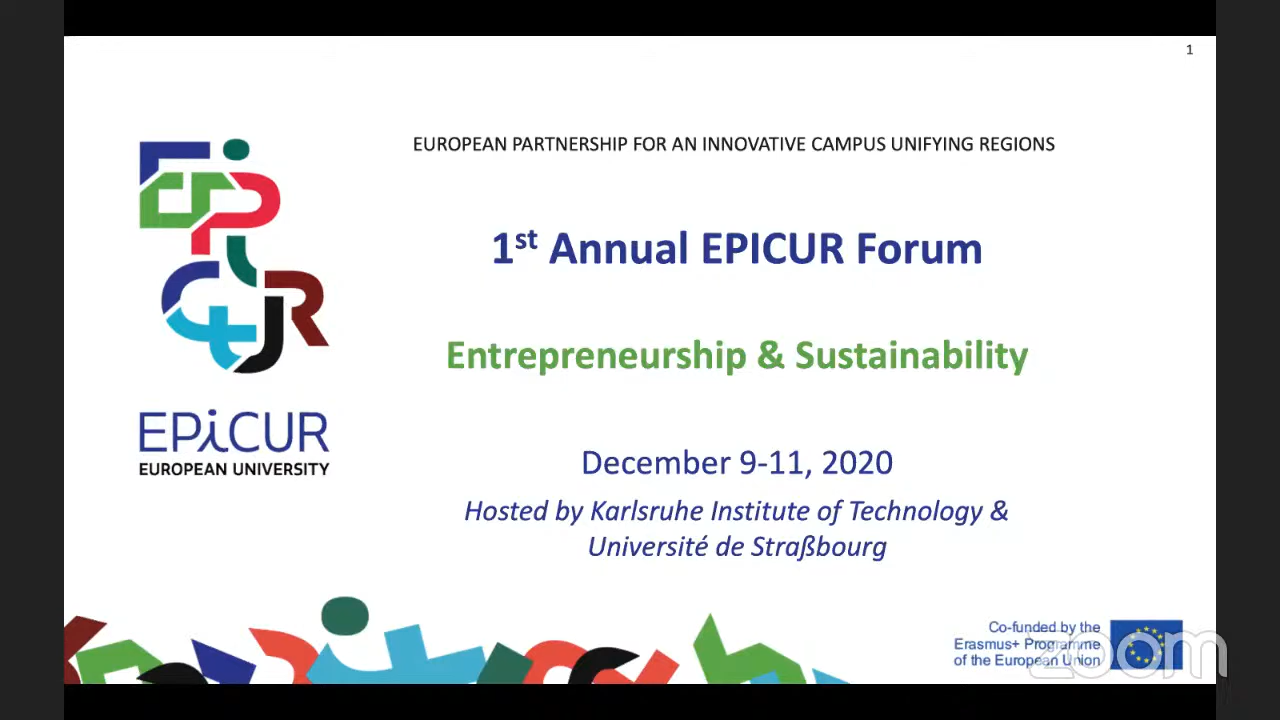 1
EUROPEAN PARTNERSHIP FOR AN INNOVATIVE CAMPUS UNIFYING REGIONS
1st Annual EPICUR Forum
Entrepreneurship & Sustainability
December 9-11, 2020
Hosted by Karlsruhe Institute of Technology &
Université de Straßbourg
EPiCUR
EPiCUR
EUROPEAN UNIVERSITY
Co-funded by the
Erasmus+ Programme
of the European Union
zoom